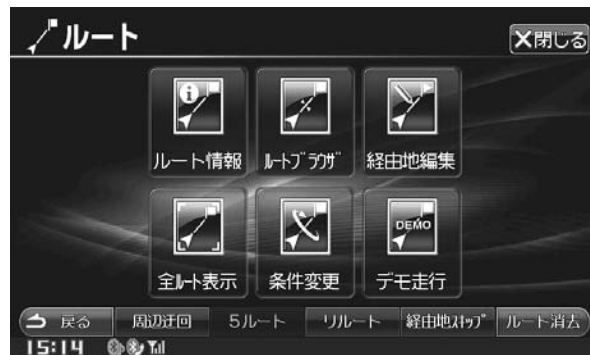 ルート
閉じる
ルート情報
ルートブラウザ
経由地編集
DEMO
全ルート表示
条件変更
デモ走行
戻る
周辺迂回
5ルート
リルート
経由地スキップ
ルート消去
15:14